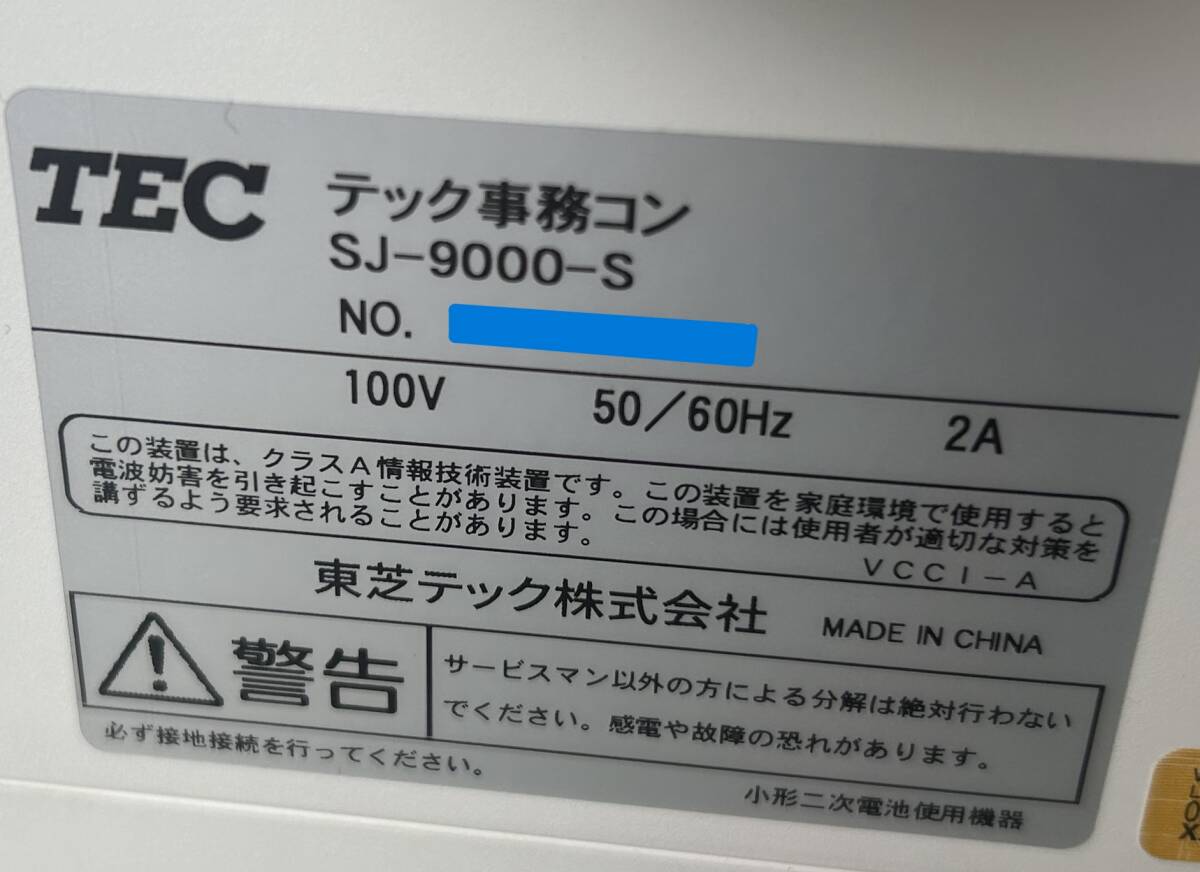 TEC
テック事務コン
SJ-9000-S
NO.
100V 50/60Hz 2A
この装置は、クラスA情報技術装置です。この装置を家庭環境で使用すると
電波妨害を引き起こすことがあります。この場合には使用者が適切な対策を
講ずるよう要求されることがあります。
VCCI-A
東芝テック株式会社 MADE IN CHINA
警告
サービスマン以外の方による分解は絶対行わない
でください。感電や故障の恐れがあります。
必ず接地接続を行ってください。
小形二次電池使用機器